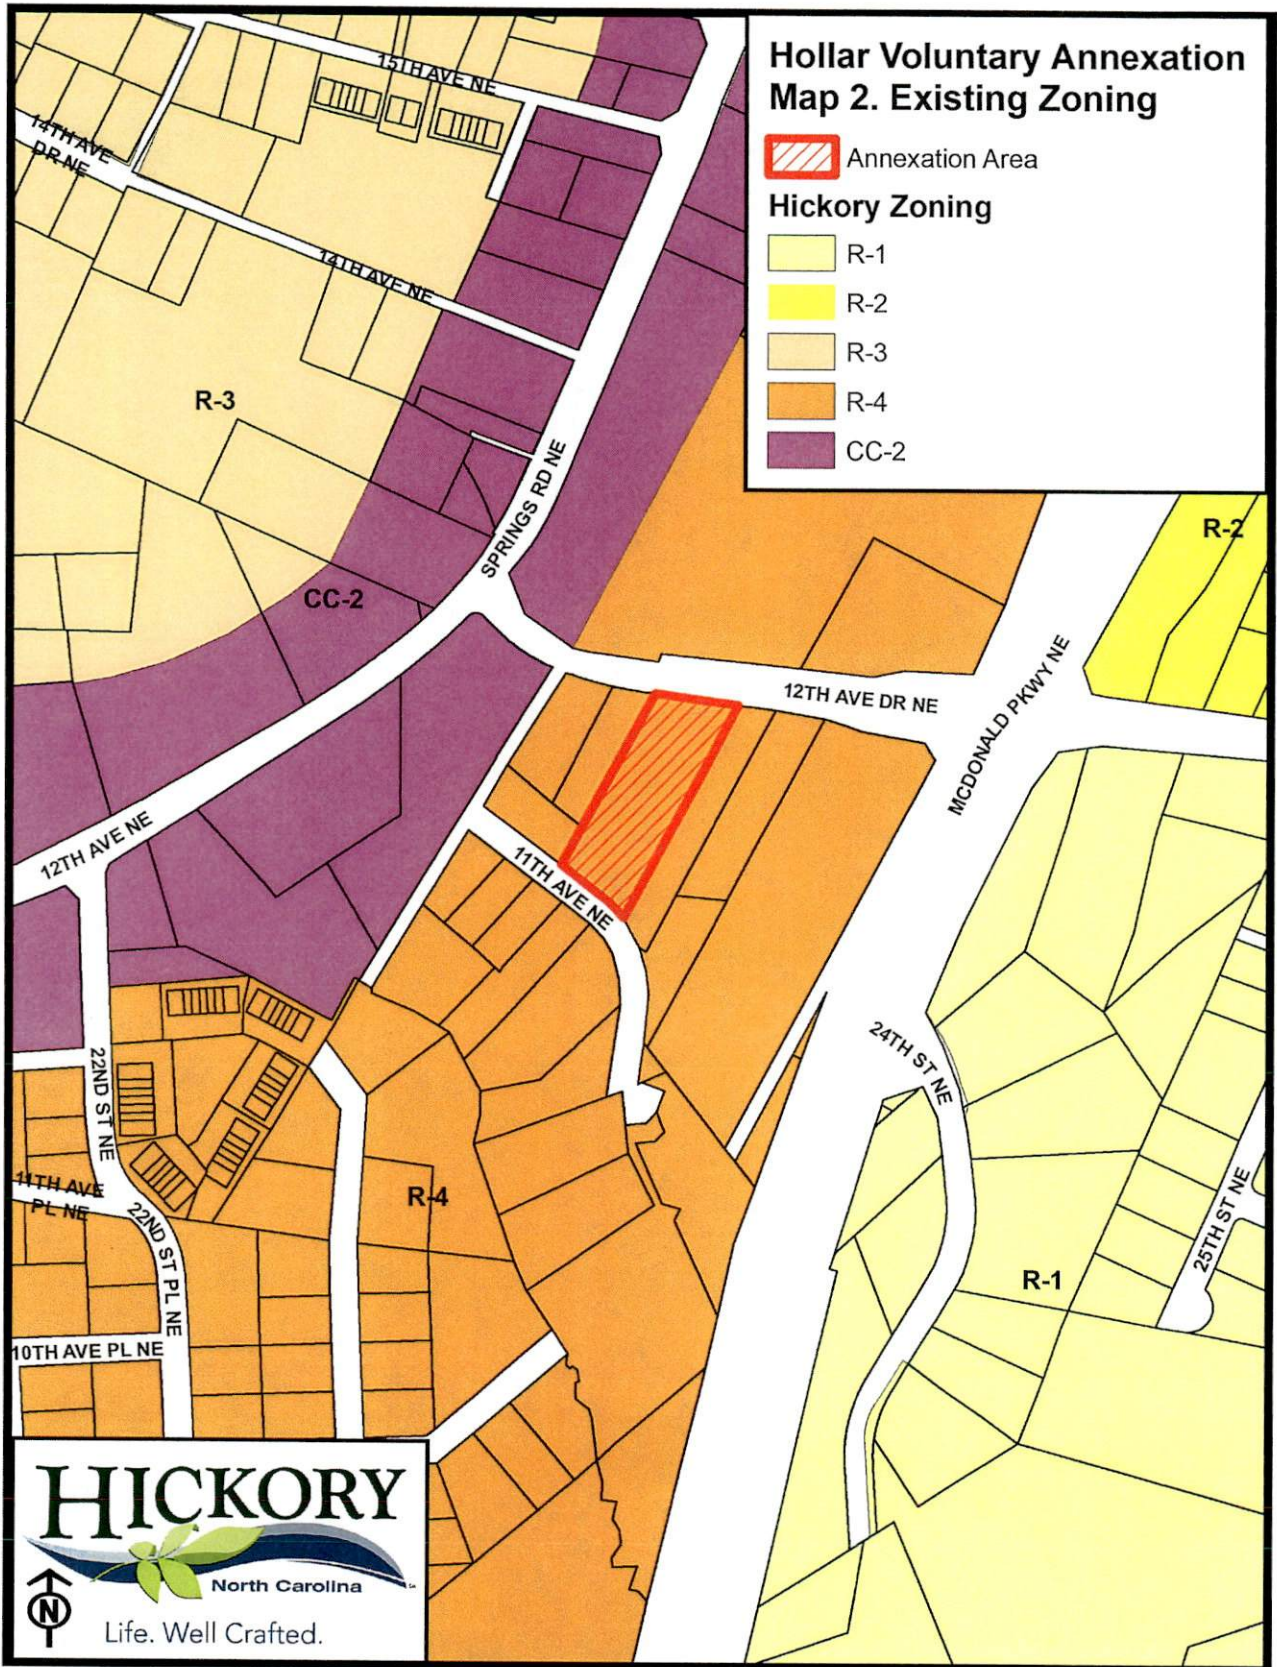 Hollar Voluntary Annexation
Map 2. Existing Zoning
Annexation Area
Hickory Zoning
R-1
R-2
R-3
R-4
CC-2
15TH AVE NE
14TH AVE
DR NE
14TH AVE NE
R-3
SPRINGS RD NE
R-2
CC-2
12TH AVE DR NE
MCDONALD PKWY NE
12TH AVE NE
11TH AVE NE
24TH ST NE
22ND ST NE
11TH AVE
PL NE
R-4
25TH ST NE
22ND ST PL NE
R-1
10TH AVE PL NE
HICKORY
North Carolina
N
Life. Well Crafted.